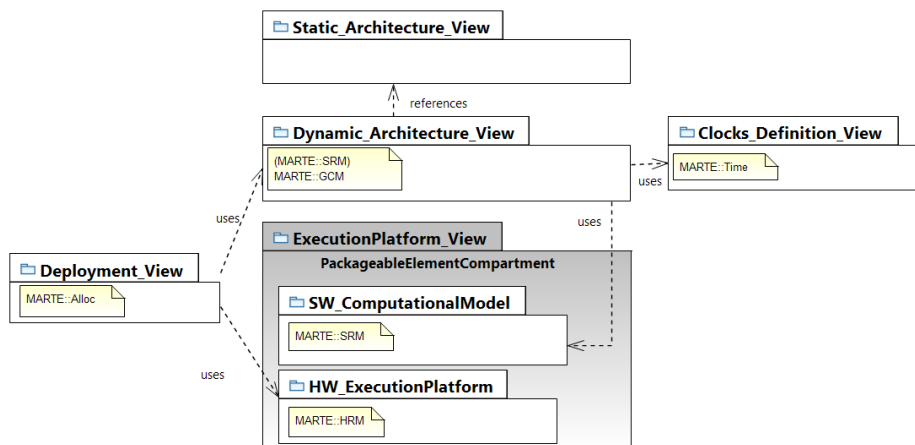 Static_Architecture_View
references
Dynamic_Architecture_View
(MARTE::SRM)
MARTE::GCM
Clocks_Definition_View
MARTE::Time
uses
uses
uses
ExecutionPlatform_View
PackageableElementCompartment
Deployment_View
MARTE::Alloc
SW_ComputationalModel
MARTE::SRM
uses
HW_ExecutionPlatform
MARTE::HRM